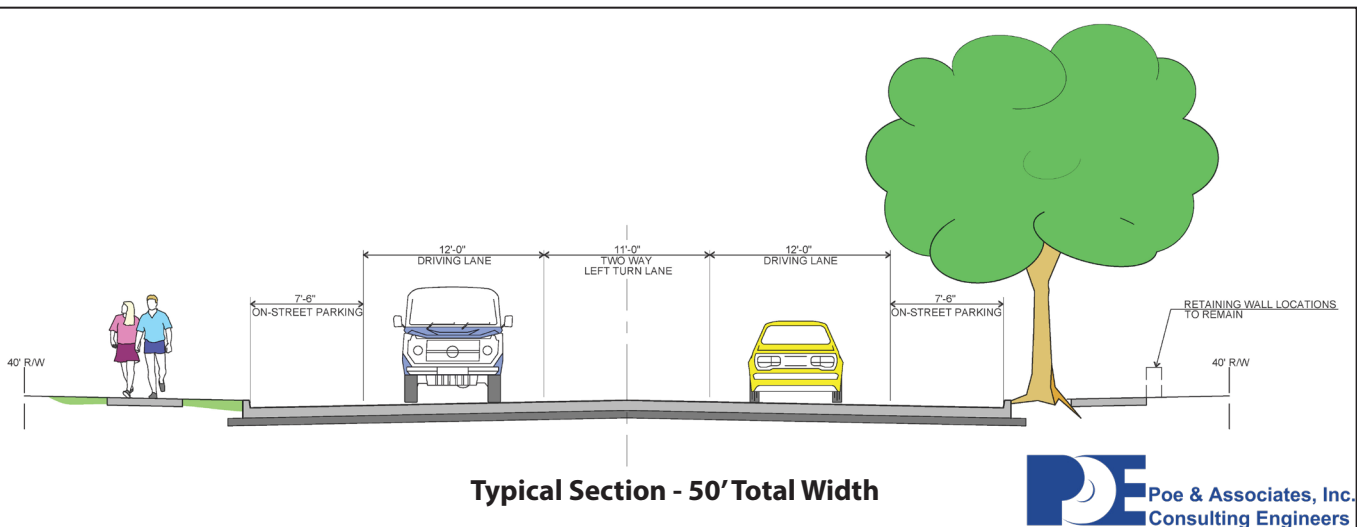 12'-0"
DRIVING LANE
11'-0"
TWO WAY
LEFT TURN LANE
12'-0"
DRIVING LANE
7'-6"
ON-STREET PARKING
7'-6"
ON-STREET PARKING
RETAINING WALL LOCATIONS
TO REMAIN
40' R/W
40' R/W
Typical Section - 50' Total Width
POE
Poe & Associates, Inc.
Consulting Engineers